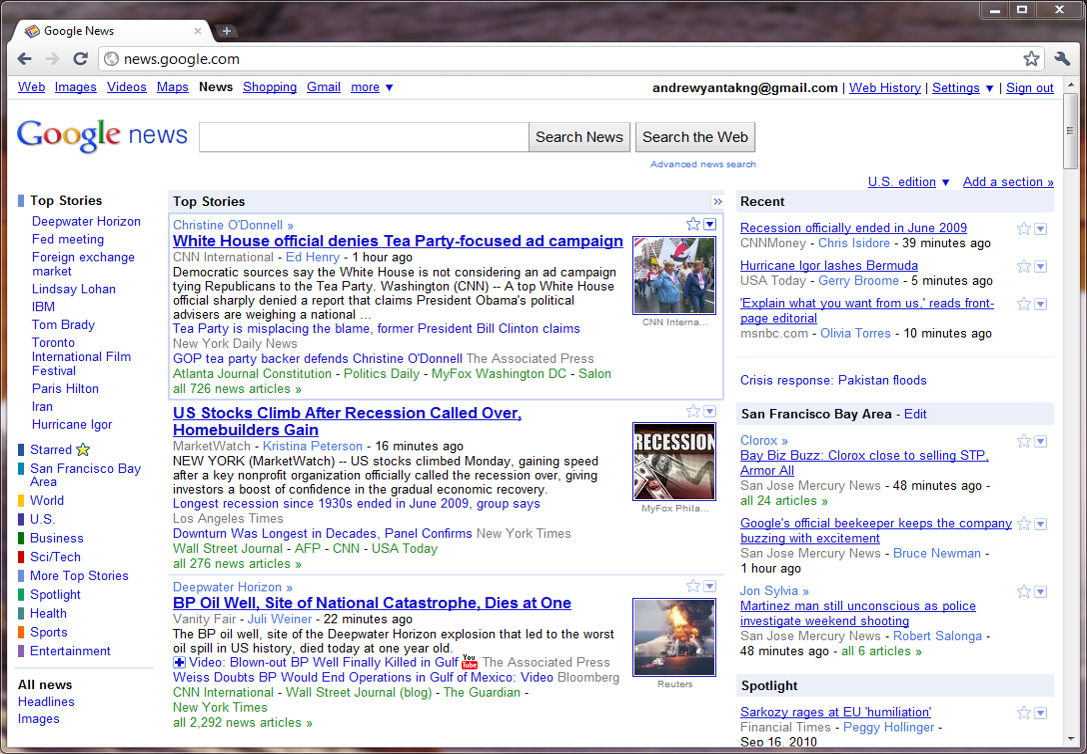 Google News
news.google.com
Web Images Videos Maps News Shopping Gmail more ▼
andrewyantakng@gmail.com | Web History | Settings ▼ | Sign out
Google news
Search News
Search the Web
Advanced news search
U.S. edition ▼ Add a section »
Top Stories
Deepwater Horizon
Fed meeting
Foreign exchange
market
Lindsay Lohan
IBM
Tom Brady
Toronto
International Film
Festival
Paris Hilton
Iran
Hurricane Igor
Starred
San Francisco Bay
Area
World
U.S.
Business
Sci/Tech
More Top Stories
Spotlight
Health
Sports
Entertainment
All news
Headlines
Images
Top Stories »
Christine O'Donnell »
White House official denies Tea Party-focused ad campaign
CNN International - Ed Henry - 1 hour ago
Democratic sources say the White House is not considering an ad campaign
tying Republicans to the Tea Party. Washington (CNN) -- A top White House
official sharply denied a report that claims President Obama's political
advisers are weighing a national ...
Tea Party is misplacing the blame, former President Bill Clinton claims
New York Daily News
GOP tea party backer defends Christine O'Donnell The Associated Press
Atlanta Journal Constitution - Politics Daily - MyFox Washington DC - Salon
all 726 news articles »
CNN Interna...
US Stocks Climb After Recession Called Over,
Homebuilders Gain
MarketWatch - Kristina Peterson - 16 minutes ago
NEW YORK (MarketWatch) -- US stocks climbed Monday, gaining speed
after a key nonprofit organization officially called the recession over, giving
investors a boost of confidence in the gradual economic recovery.
Longest recession since 1930s ended in June 2009, group says
Los Angeles Times
Downturn Was Longest in Decades, Panel Confirms New York Times
Wall Street Journal - AFP - CNN - USA Today
all 276 news articles »
RECESSION
MyFox Phila...
Deepwater Horizon »
BP Oil Well, Site of National Catastrophe, Dies at One
Vanity Fair - Juli Weiner - 22 minutes ago
The BP oil well, site of the Deepwater Horizon explosion that led to the worst
oil spill in US history, died today at one year old.
Video: Blown-out BP Well Finally Killed in Gulf You Tube The Associated Press
Weiss Doubts BP Would End Operations in Gulf of Mexico: Video Bloomberg
CNN International - Wall Street Journal (blog) - The Guardian -
New York Times
all 2,292 news articles »
Reuters
Recent
Recession officially ended in June 2009
CNNMoney - Chris Isidore - 39 minutes ago
Hurricane Igor lashes Bermuda
USA Today - Gerry Broome - 5 minutes ago
'Explain what you want from us,' reads front-
page editorial
msnbc.com - Olivia Torres - 10 minutes ago
Crisis response: Pakistan floods
San Francisco Bay Area - Edit
Clorox »
Bay Biz Buzz: Clorox close to selling STP,
Armor All
San Jose Mercury News - 48 minutes ago -
all 24 articles »
Google's official beekeeper keeps the company
buzzing with excitement
San Jose Mercury News - Bruce Newman -
1 hour ago
Jon Sylvia »
Martinez man still unconscious as police
investigate weekend shooting
San Jose Mercury News - Robert Salonga -
48 minutes ago - all 6 articles »
Spotlight
Sarkozy rages at EU 'humiliation'
Financial Times - Peggy Hollinger -
Sep 16, 2010